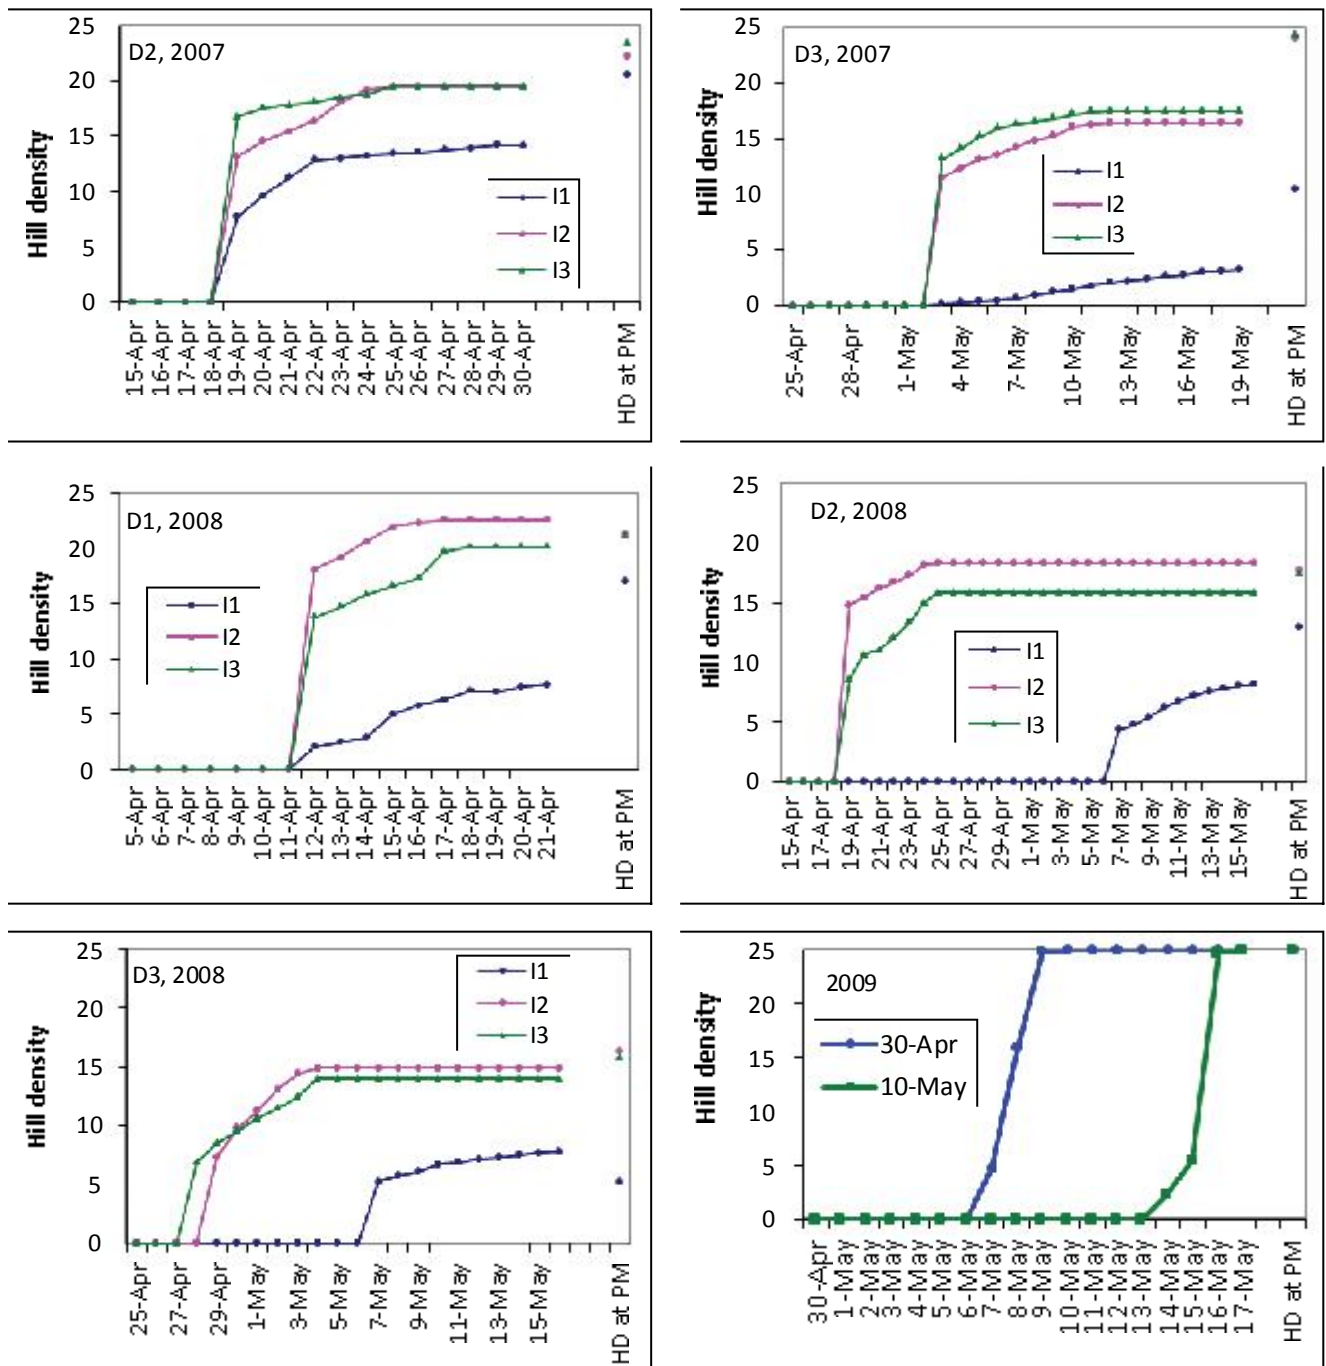 D2, 2007
Hill density
25
20
15
10
5
0
I1
I2
I3
15-Apr
16-Apr
17-Apr
18-Apr
19-Apr
20-Apr
21-Apr
22-Apr
23-Apr
24-Apr
25-Apr
26-Apr
27-Apr
28-Apr
29-Apr
30-Apr
HD at PM
D3, 2007
Hill density
25
20
15
10
5
0
I1
I2
I3
25-Apr
28-Apr
1-May
4-May
7-May
10-May
13-May
16-May
19-May
HD at PM
D1, 2008
Hill density
25
20
15
10
5
0
I1
I2
I3
5-Apr
6-Apr
7-Apr
8-Apr
9-Apr
10-Apr
11-Apr
12-Apr
13-Apr
14-Apr
15-Apr
16-Apr
17-Apr
18-Apr
19-Apr
20-Apr
21-Apr
HD at PM
D2, 2008
Hill density
25
20
15
10
5
0
I1
I2
I3
15-Apr
17-Apr
19-Apr
21-Apr
23-Apr
25-Apr
27-Apr
29-Apr
1-May
3-May
5-May
7-May
9-May
11-May
13-May
15-May
HD at PM
D3, 2008
Hill density
25
20
15
10
5
0
I1
I2
I3
25-Apr
27-Apr
29-Apr
1-May
3-May
5-May
7-May
9-May
11-May
13-May
15-May
HD at PM
2009
Hill density
25
20
15
10
5
0
30-Apr
10-May
30-Apr
1-May
2-May
3-May
4-May
5-May
6-May
7-May
8-May
9-May
10-May
11-May
12-May
13-May
14-May
15-May
16-May
17-May
HD at PM